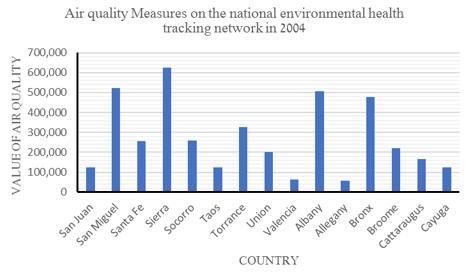 Air quality Measures on the national environmental health
tracking network in 2004
VALUE OF AIR QUALITY
700,000
600,000
500,000
400,000
300,000
200,000
100,000
0
San Juan
San Miguel
Santa Fe
Sierra
Socorro
Taos
Torrance
Union
Valencia
Albany
Allegany
Bronx
Broome
Cattaraugus
Cayuga
COUNTRY